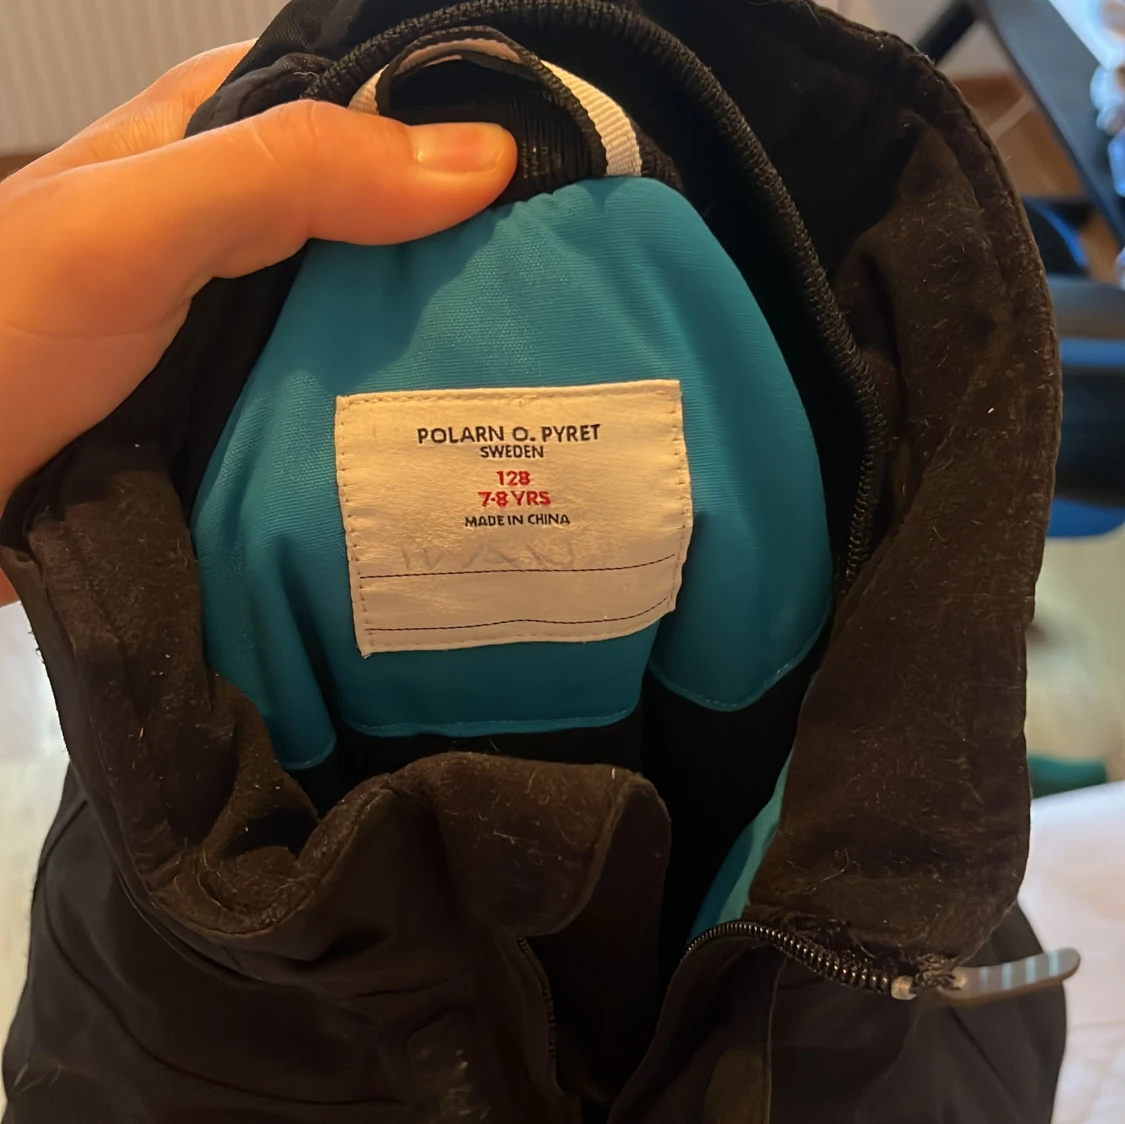 POLARN O. PYRET
SWEDEN
128
7-8 YRS
MADE IN CHINA